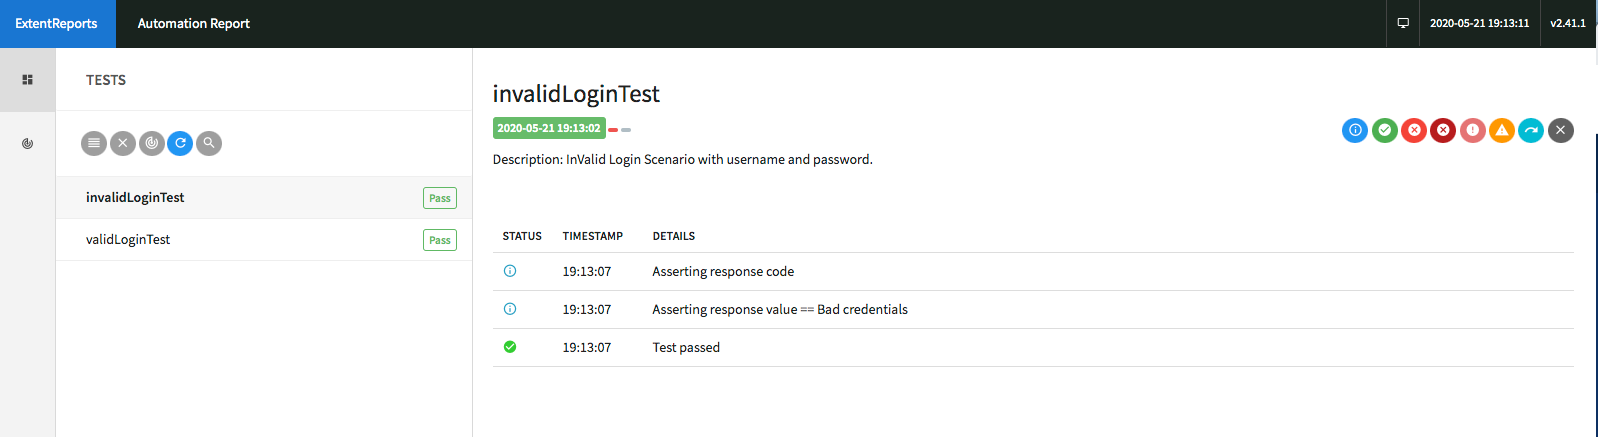 ExtentReports Automation Report 2020-05-21 19:13:11 v2.41.1
TESTS
invalidLoginTest Pass
validLoginTest Pass
invalidLoginTest
2020-05-21 19:13:02
Description: InValid Login Scenario with username and password.
STATUS TIMESTAMP DETAILS
19:13:07 Asserting response code
19:13:07 Asserting response value == Bad credentials
19:13:07 Test passed